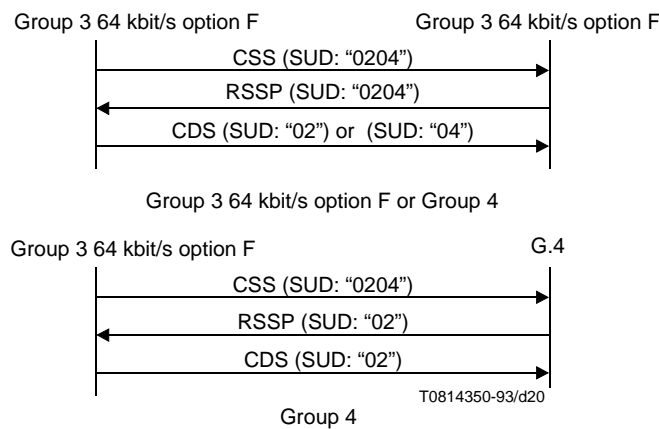 Group 3 64 kbit/s option F Group 3 64 kbit/s option F
CSS (SUD: “0204”)
RSSP (SUD: “0204”)
CDS (SUD: “02”) or (SUD: “04”)
Group 3 64 kbit/s option F or Group 4
Group 3 64 kbit/s option F G.4
CSS (SUD: “0204”)
RSSP (SUD: “02”)
CDS (SUD: “02”)
T0814350-93/d20
Group 4